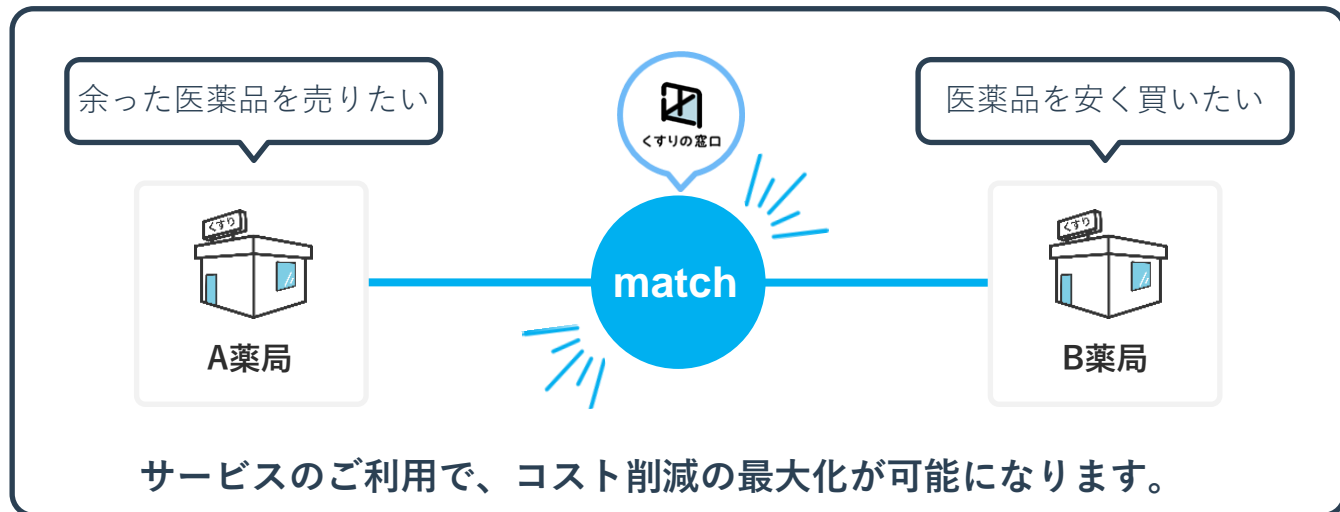 余った医薬品を売りたい
くすりの窓口
医薬品を安く買いたい
くすり
match
くすり
A薬局
B薬局
サービスのご利用で、コスト削減の最大化が可能になります。